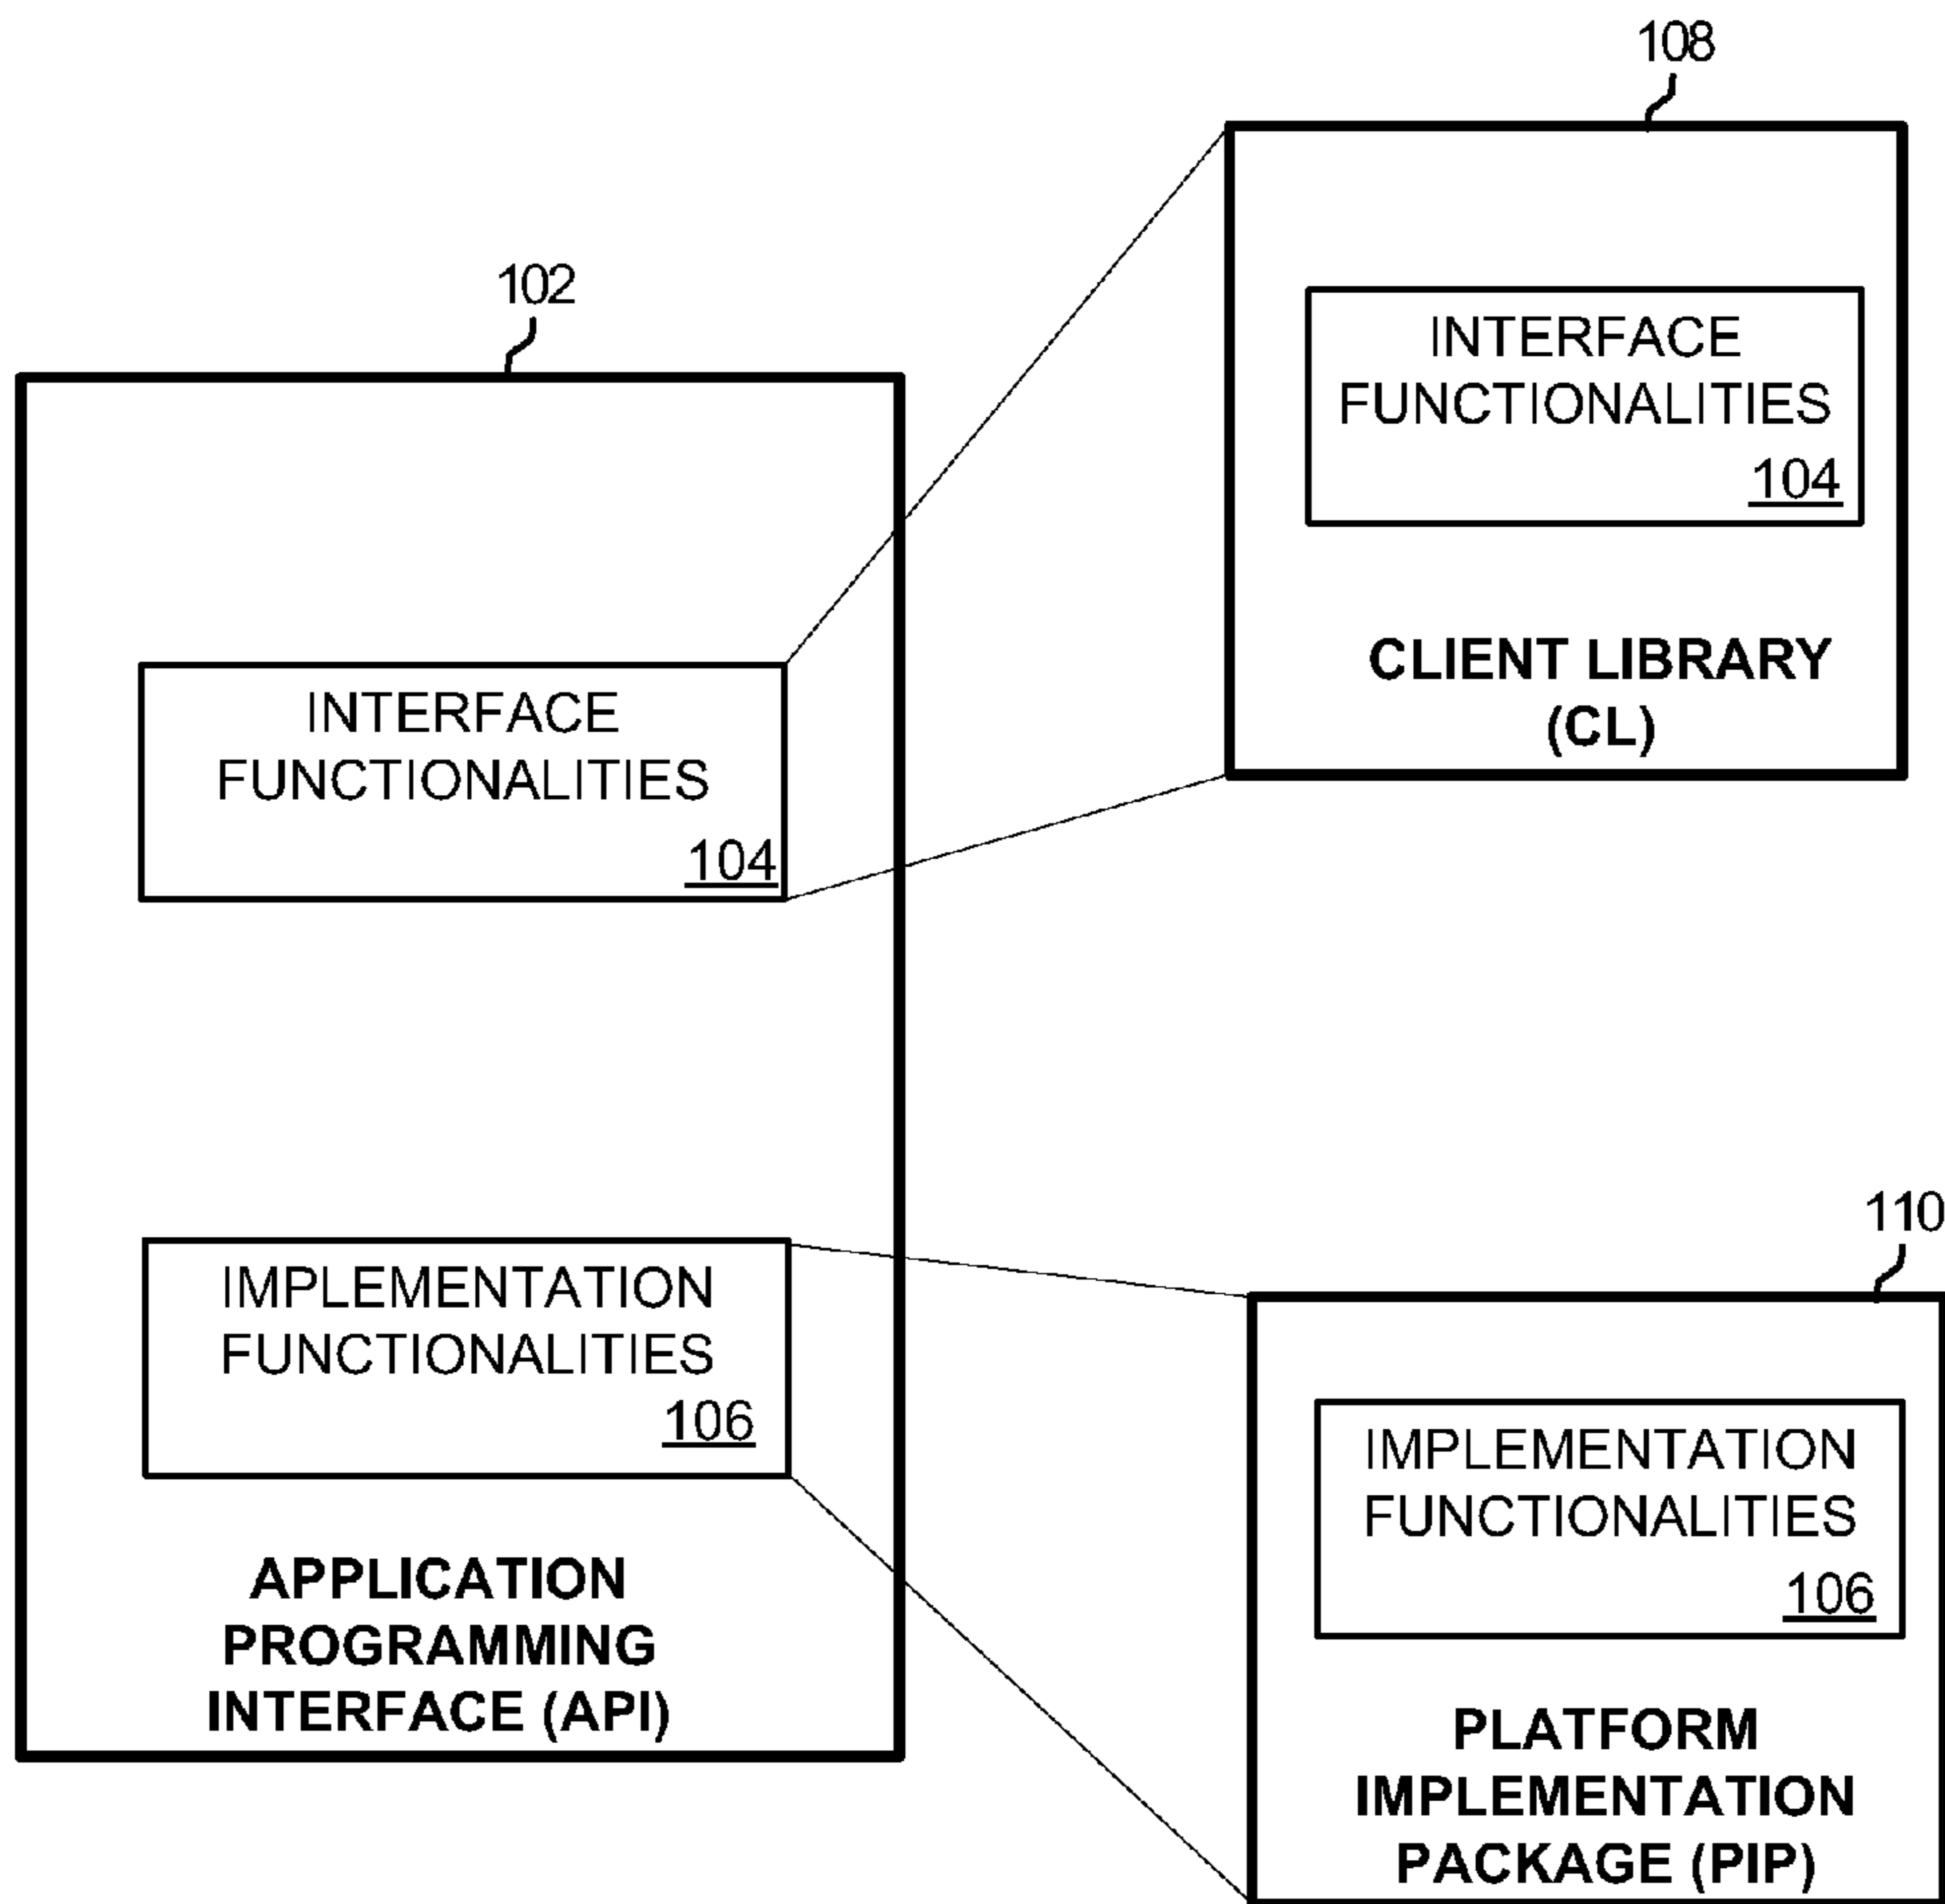 102
INTERFACE
FUNCTIONALITIES
104
IMPLEMENTATION
FUNCTIONALITIES
106
APPLICATION
PROGRAMMING
INTERFACE (API)
108
INTERFACE
FUNCTIONALITIES
104
CLIENT LIBRARY
(CL)
110
IMPLEMENTATION
FUNCTIONALITIES
106
PLATFORM
IMPLEMENTATION
PACKAGE (PIP)